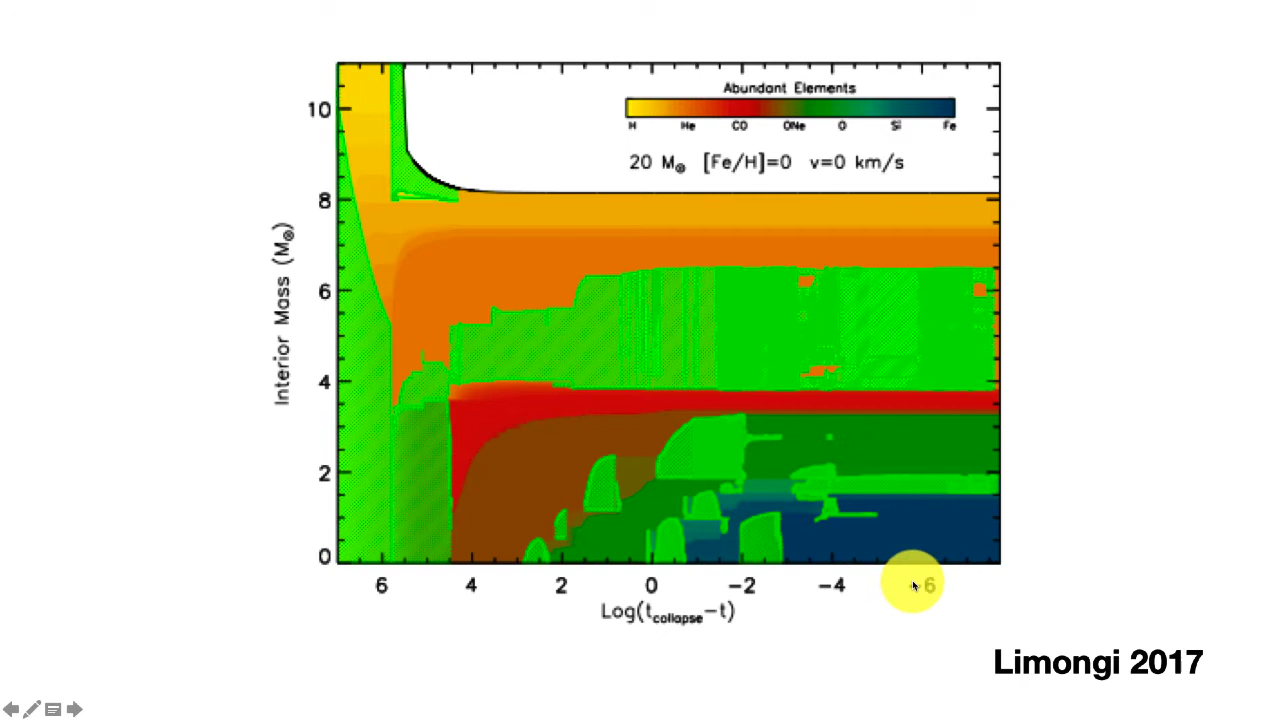 Abundant Elements
H He CO ONe O Si Fe
20 M⊙ [Fe/H]=0 v=0 km/s
10
8
6
4
2
0
Interior Mass (M⊙)
6 4 2 0 −2 −4 −6
Log(tcollapse−t)
Limongi 2017